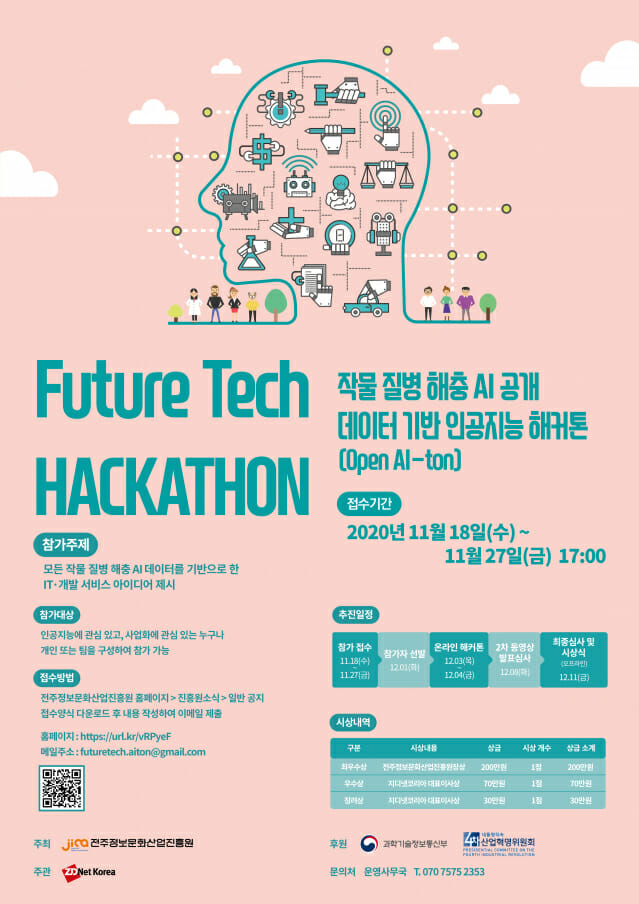 Future Tech
HACKATHON
작물 질병 해충 AI 공개
데이터 기반 인공지능 해커톤
(Open AI-ton)
접수기간
2020년 11월 18일(수) ~
11월 27일(금) 17:00
참가주제
모든 작물 질병 해충 AI 데이터를 기반으로 한
IT·개발 서비스 아이디어 제시
참가대상
인공지능에 관심 있고, 사업화에 관심 있는 누구나
개인 또는 팀을 구성하여 참가 가능
접수방법
전주정보문화산업진흥원 홈페이지 > 진흥원소식 > 일반 공지
접수양식 다운로드 후 내용 작성하여 이메일 제출
홈페이지 : https://url.kr/vRPyeF
메일주소 : futuretech.aiton@gmail.com
추진일정
참가 접수
11.18(수)
~
11.27(금)
참가자 선발
12.01(화)
온라인 해커톤
12.03(목)
~
12.04(금)
2차 동영상
발표심사
12.08(화)
최종심사 및
시상식
(오프라인)
12.11(금)
시상내역
구분 시상내용 상금 시상 개수 상금 소계
최우수상 전주정보문화산업진흥원장상 200만원 1점 200만원
우수상 지디넷코리아 대표이사상 70만원 1점 70만원
장려상 지디넷코리아 대표이사상 30만원 1점 30만원
주최 jica 전주정보문화산업진흥원
주관 ZDNet Korea
후원 과학기술정보통신부
대통령직속
4차 산업혁명위원회
PRESIDENTIAL COMMITTEE ON THE
FOURTH INDUSTRIAL REVOLUTION
문의처 운영사무국 T. 070 7575 2353